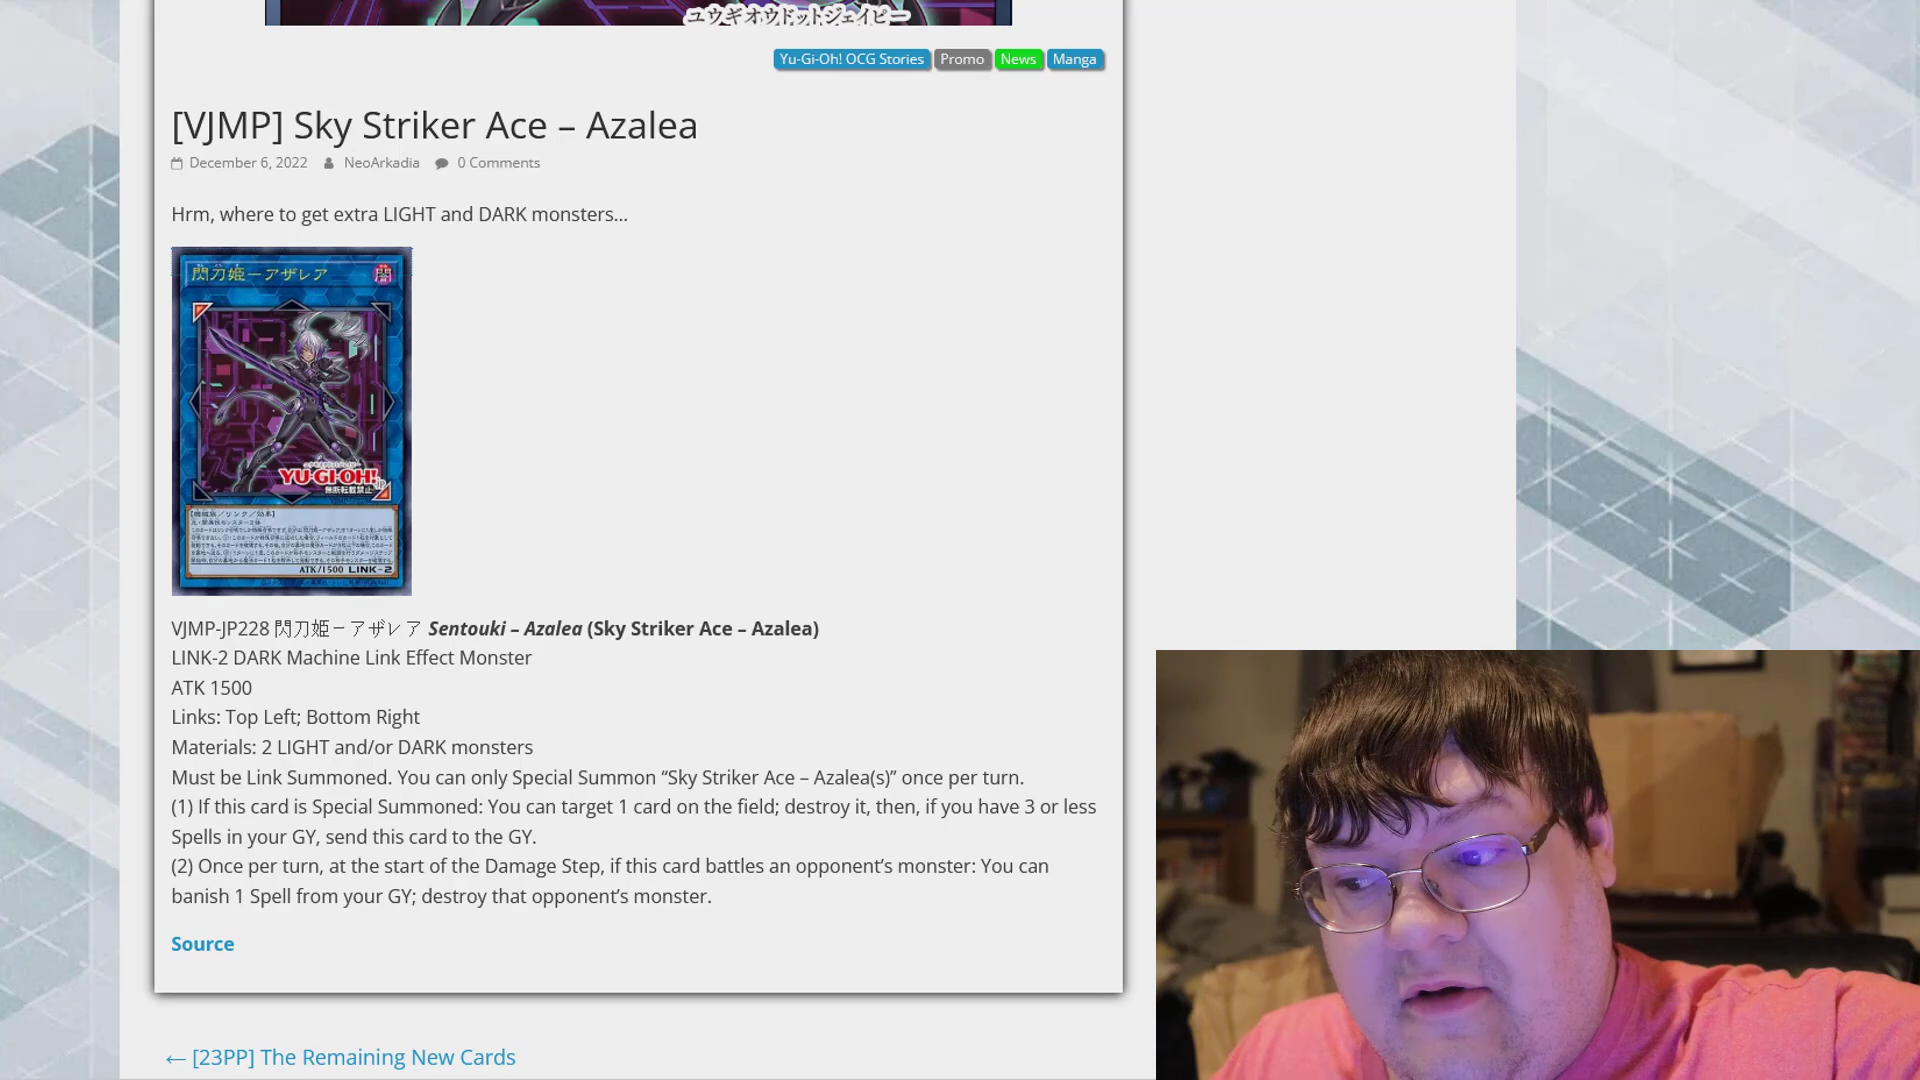 ユウギオウドットジェイピー
Yu-Gi-Oh! OCG Stories Promo News Manga
[VJMP] Sky Striker Ace – Azalea
December 6, 2022 NeoArkadia 0 Comments
Hrm, where to get extra LIGHT and DARK monsters…
閃刀姫－アザレア 闇
YU-GI-OH!.jp
無断転載禁止
ATK/1500 LINK-2
VJMP-JP228 閃刀姫－アザレア Sentouki – Azalea (Sky Striker Ace – Azalea)
LINK-2 DARK Machine Link Effect Monster
ATK 1500
Links: Top Left; Bottom Right
Materials: 2 LIGHT and/or DARK monsters
Must be Link Summoned. You can only Special Summon “Sky Striker Ace – Azalea(s)” once per turn.
(1) If this card is Special Summoned: You can target 1 card on the field; destroy it, then, if you have 3 or less
Spells in your GY, send this card to the GY.
(2) Once per turn, at the start of the Damage Step, if this card battles an opponent’s monster: You can
banish 1 Spell from your GY; destroy that opponent’s monster.
Source
← [23PP] The Remaining New Cards